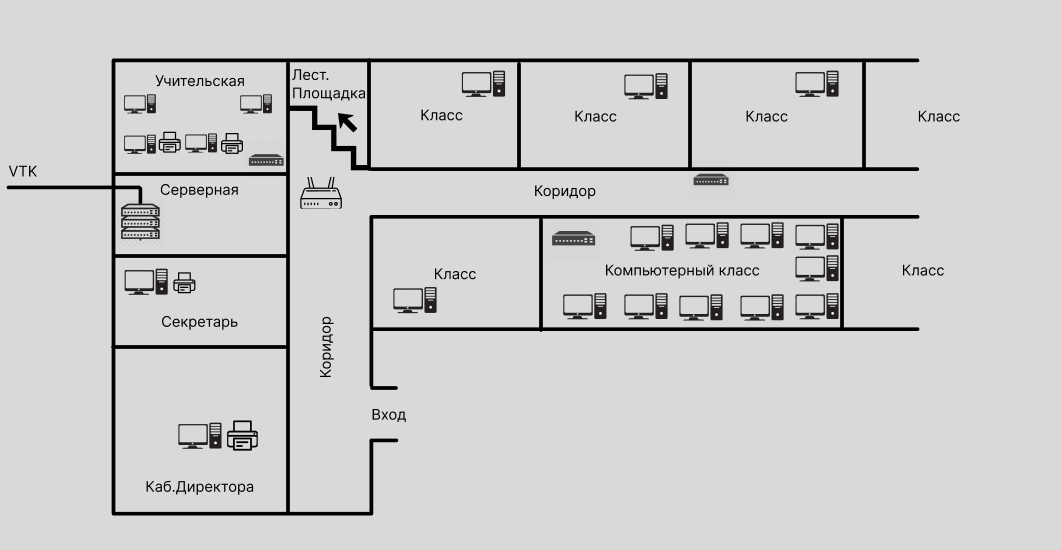 Учительская
Лест.
Площадка
Класс
Класс
Класс
Класс
VTK
Серверная
Коридор
Класс
Компьютерный класс
Класс
Секретарь
Коридор
Вход
Каб.Директора